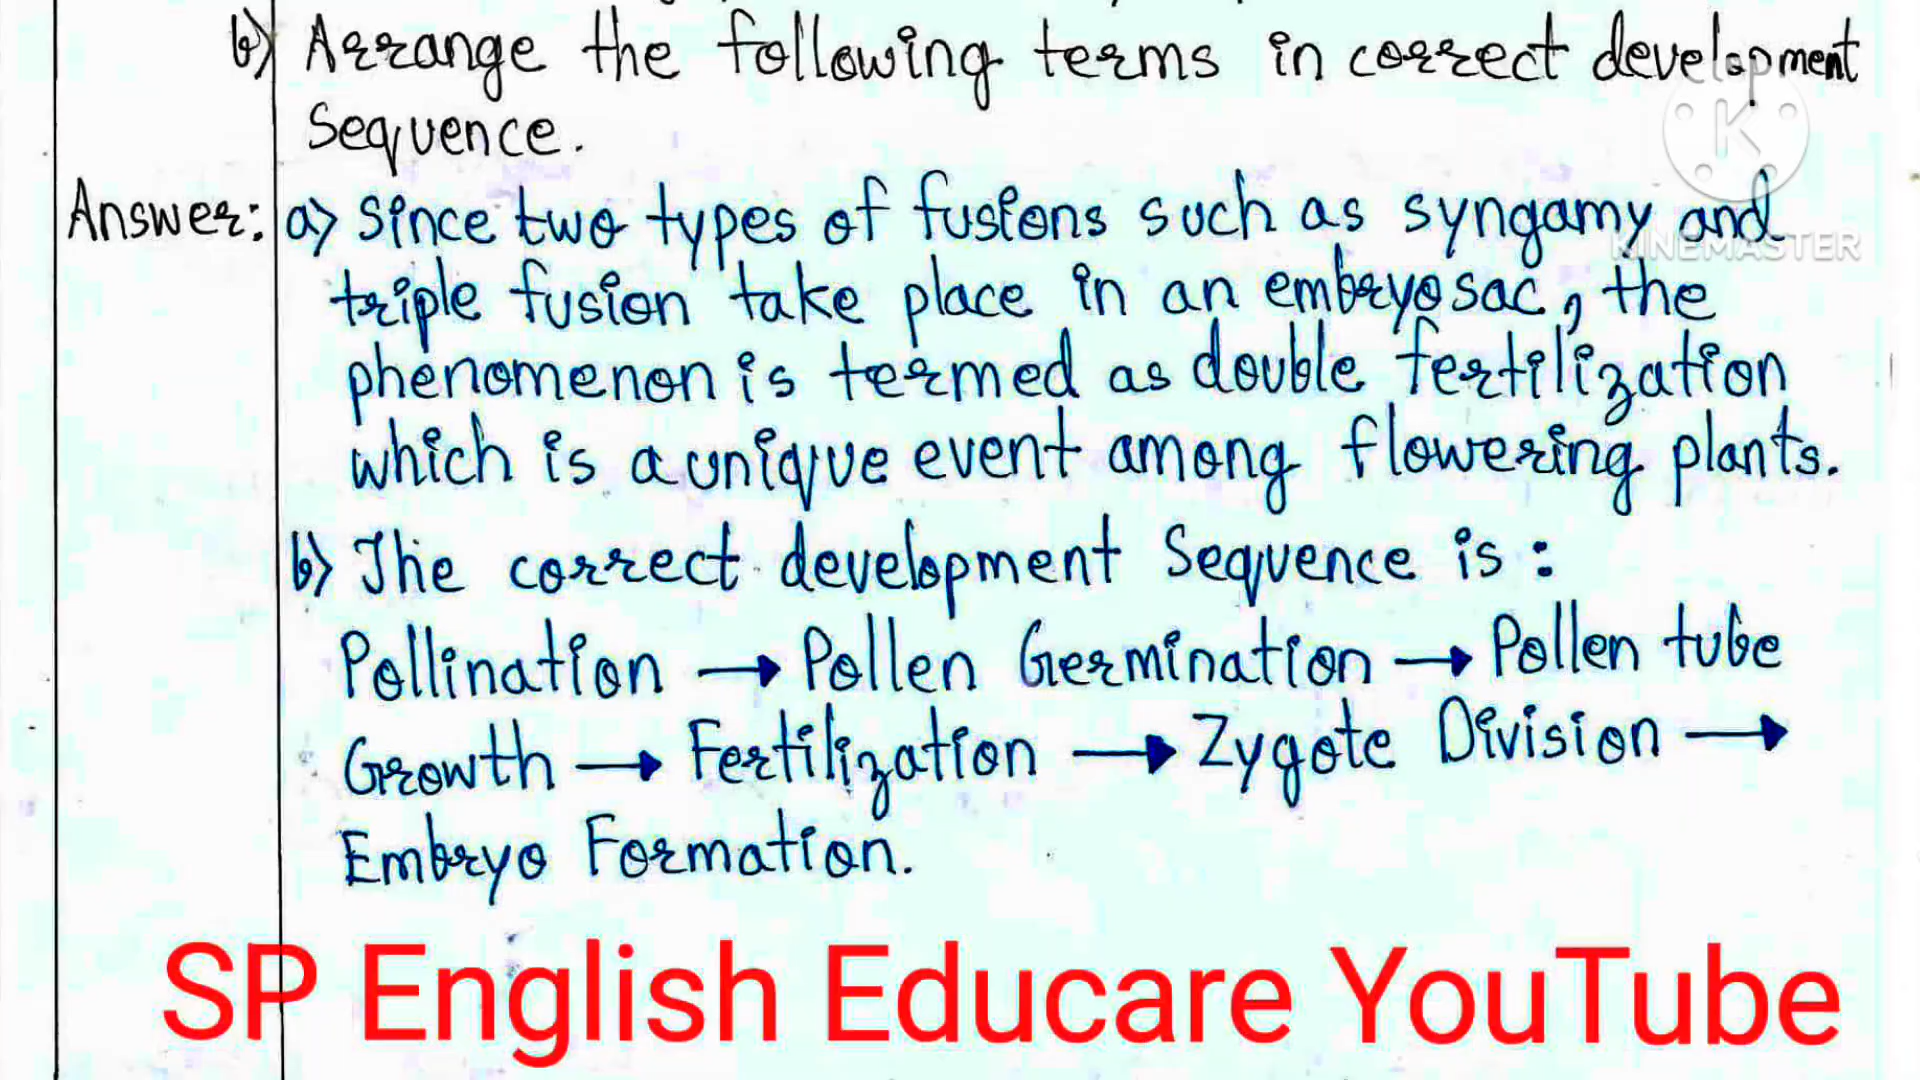 b) Arrange the following terms in correct development
Sequence.
Answer: a) Since two types of fusions such as syngamy and
triple fusion take place in an embryo sac, the
phenomenon is termed as double fertilization
which is a unique event among flowering plants.
b) The correct development Sequence is :
Pollination → Pollen Germination → Pollen tube
Growth → Fertilization → Zygote Division →
Embryo Formation.
K
KINEMASTER
SP English Educare YouTube